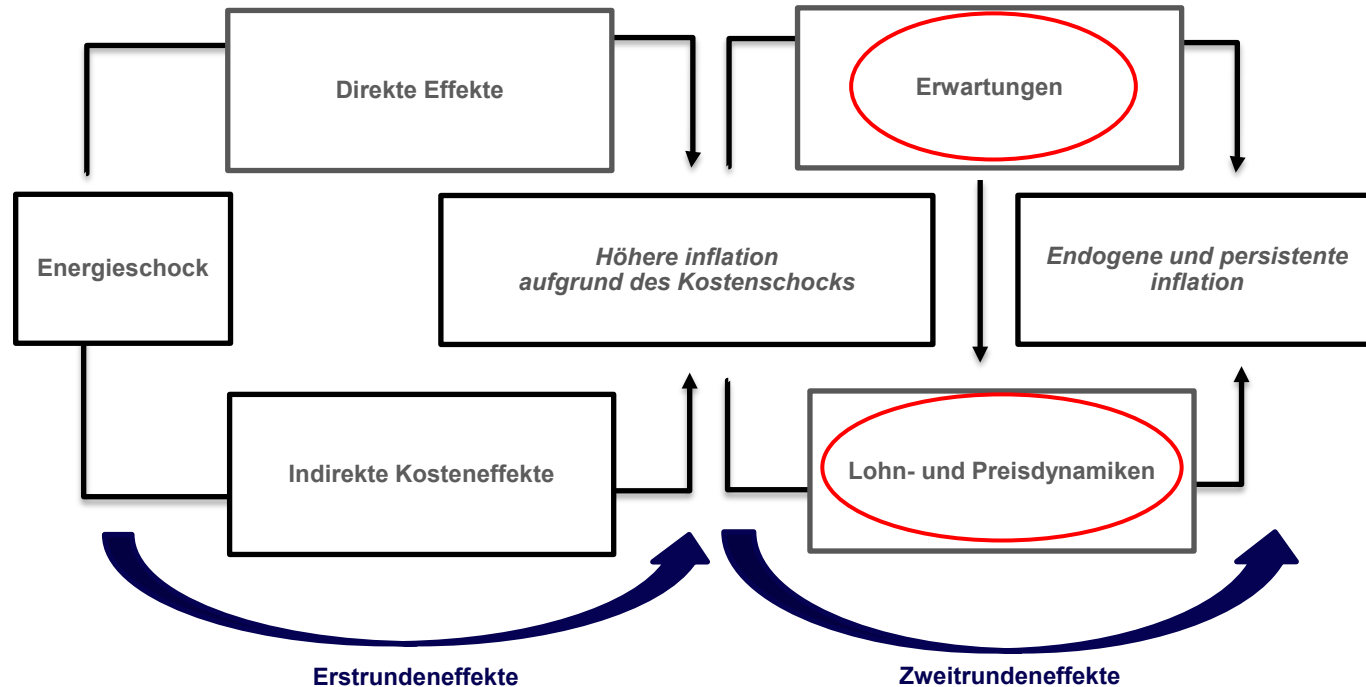 Direkte Effekte
Erwartungen
Energieschock
Höhere inflation
aufgrund des Kostenschocks
Endogene und persistente
inflation
Indirekte Kosteneffekte
Lohn- und Preisdynamiken
Erstrundeneffekte
Zweitrundeneffekte